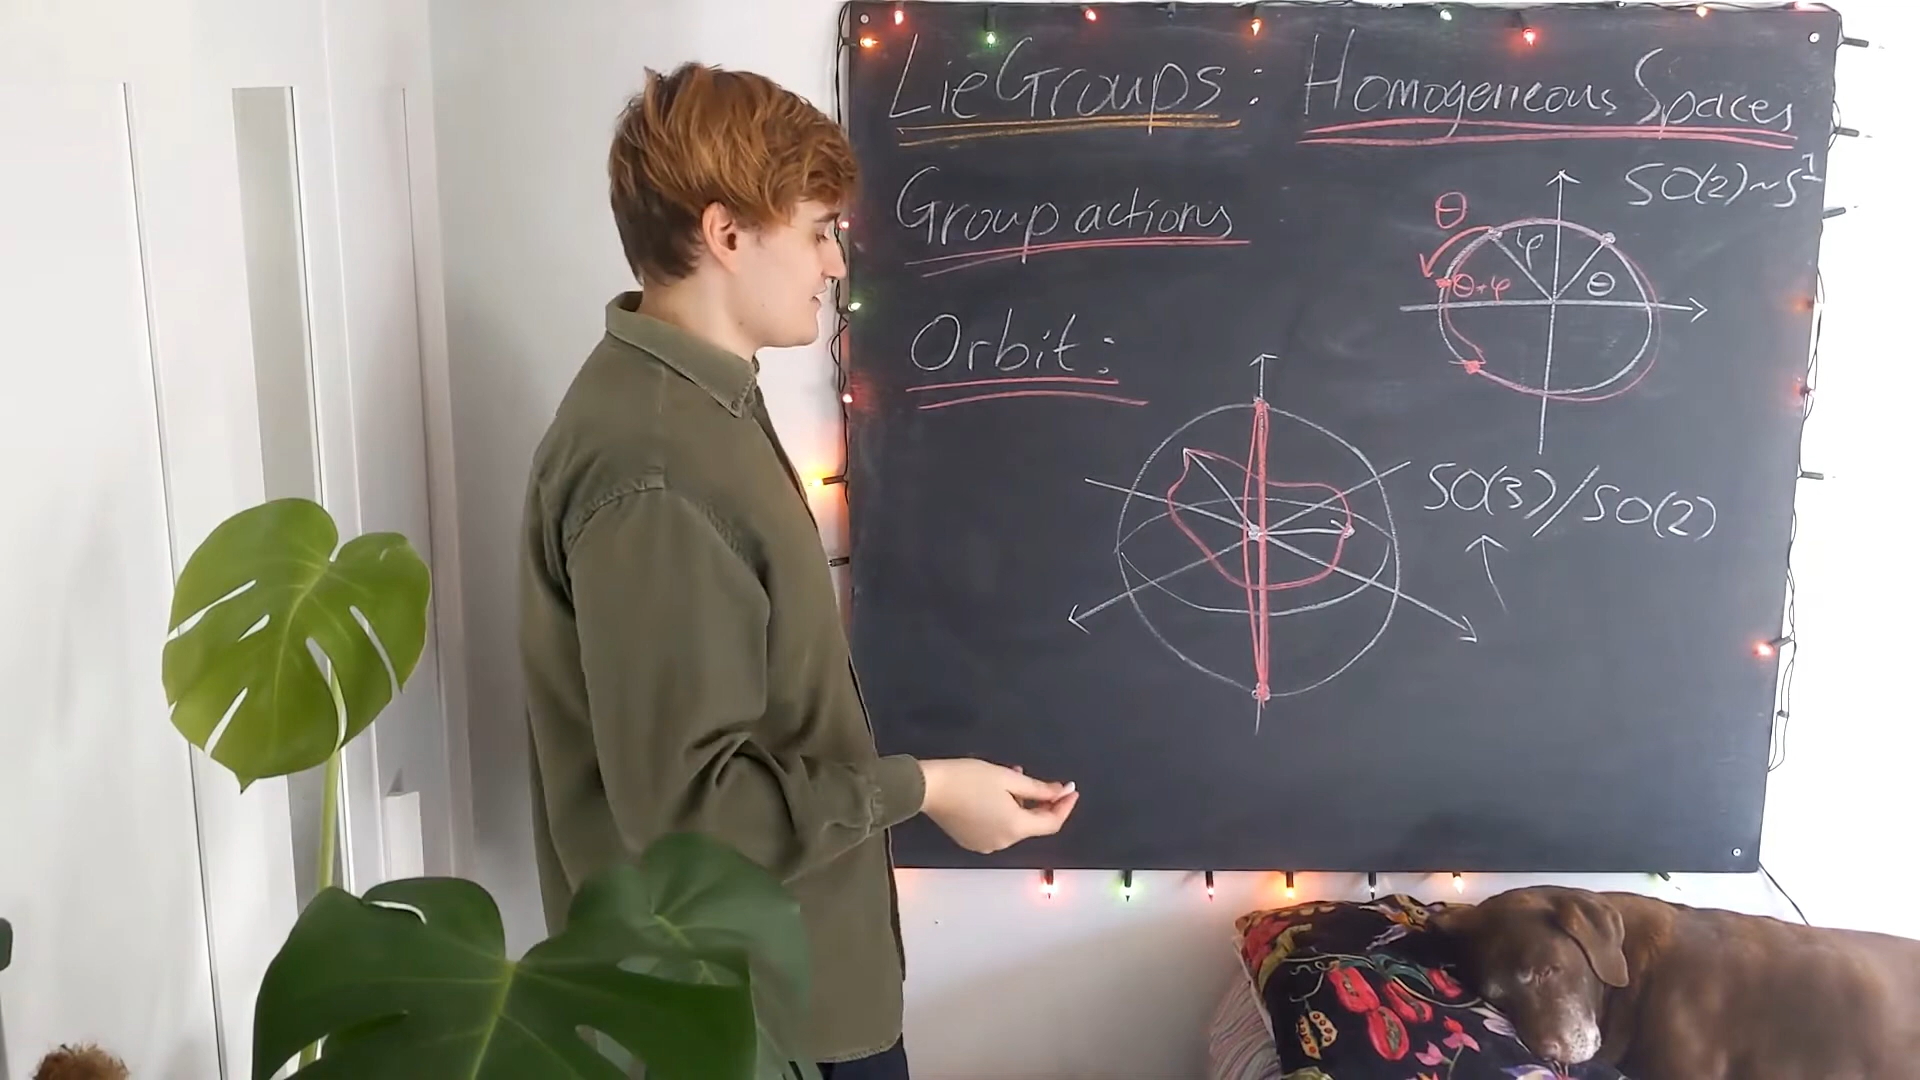 Lie Groups: Homogeneous Spaces
Group actions
SO(2)~S¹
θ
φ
θ
θ+φ
Orbit:
SO(3)/SO(2)